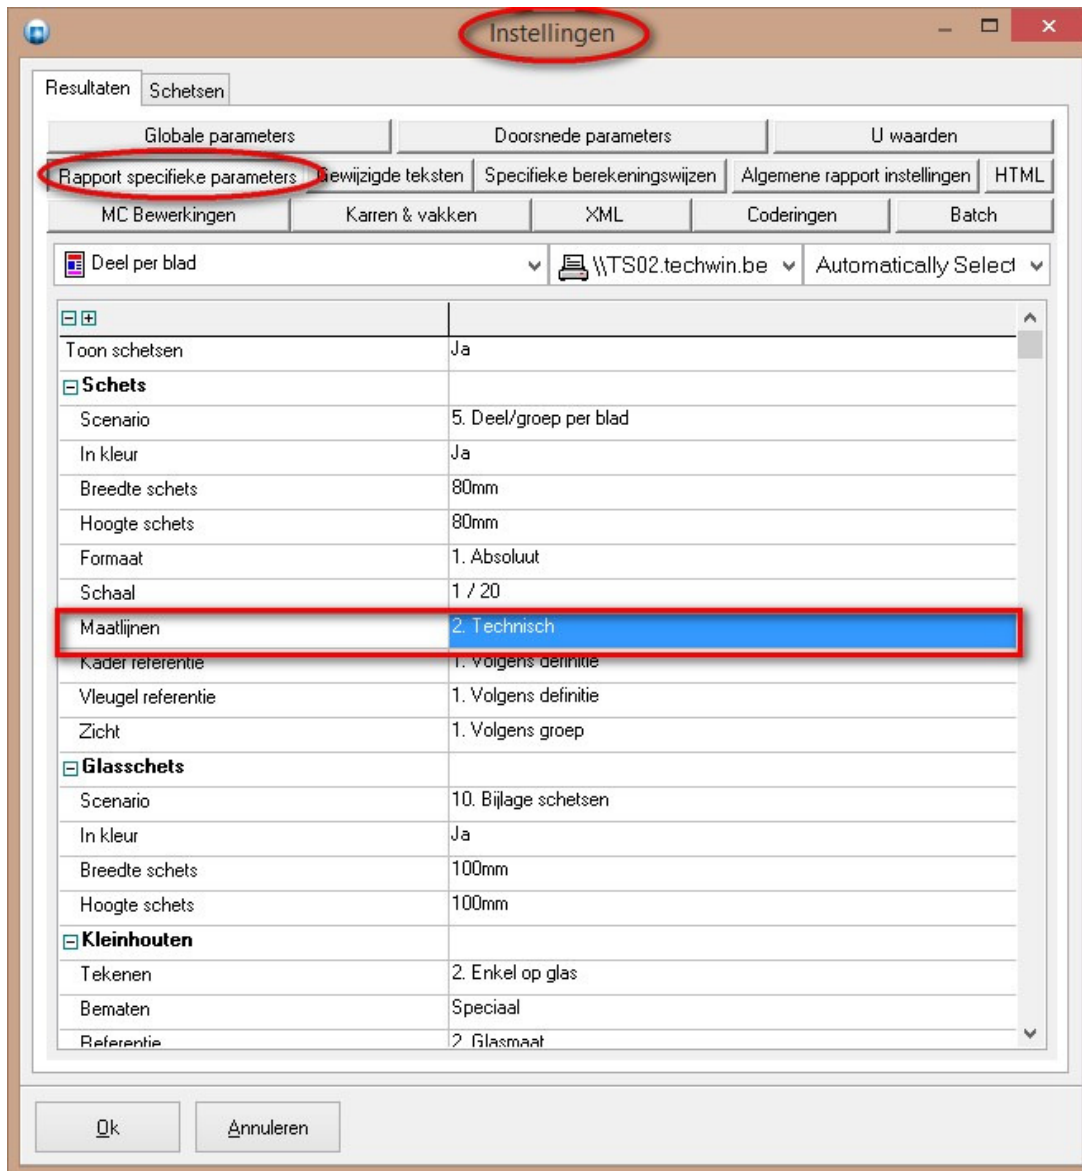 Instellingen
Resultaten Schetsen
Globale parameters Doorsnede parameters U waarden
Rapport specifieke parameters Gewijzigde teksten Specifieke berekeningswijzen Algemene rapport instellingen HTML
MC Bewerkingen Karren & vakken XML Coderingen Batch
Deel per blad \\TS02.techwin.be Automatically Select
Toon schetsen Ja
Schets
Scenario 5. Deel/groep per blad
In kleur Ja
Breedte schets 80mm
Hoogte schets 80mm
Formaat 1. Absoluut
Schaal 1 / 20
Maatlijnen 2. Technisch
Kader referentie 1. Volgens definitie
Vleugel referentie 1. Volgens definitie
Zicht 1. Volgens groep
Glasschets
Scenario 10. Bijlage schetsen
In kleur Ja
Breedte schets 100mm
Hoogte schets 100mm
Kleinhouten
Tekenen 2. Enkel op glas
Bematen Speciaal
Referentie 2. Glasmaat
Ok Annuleren